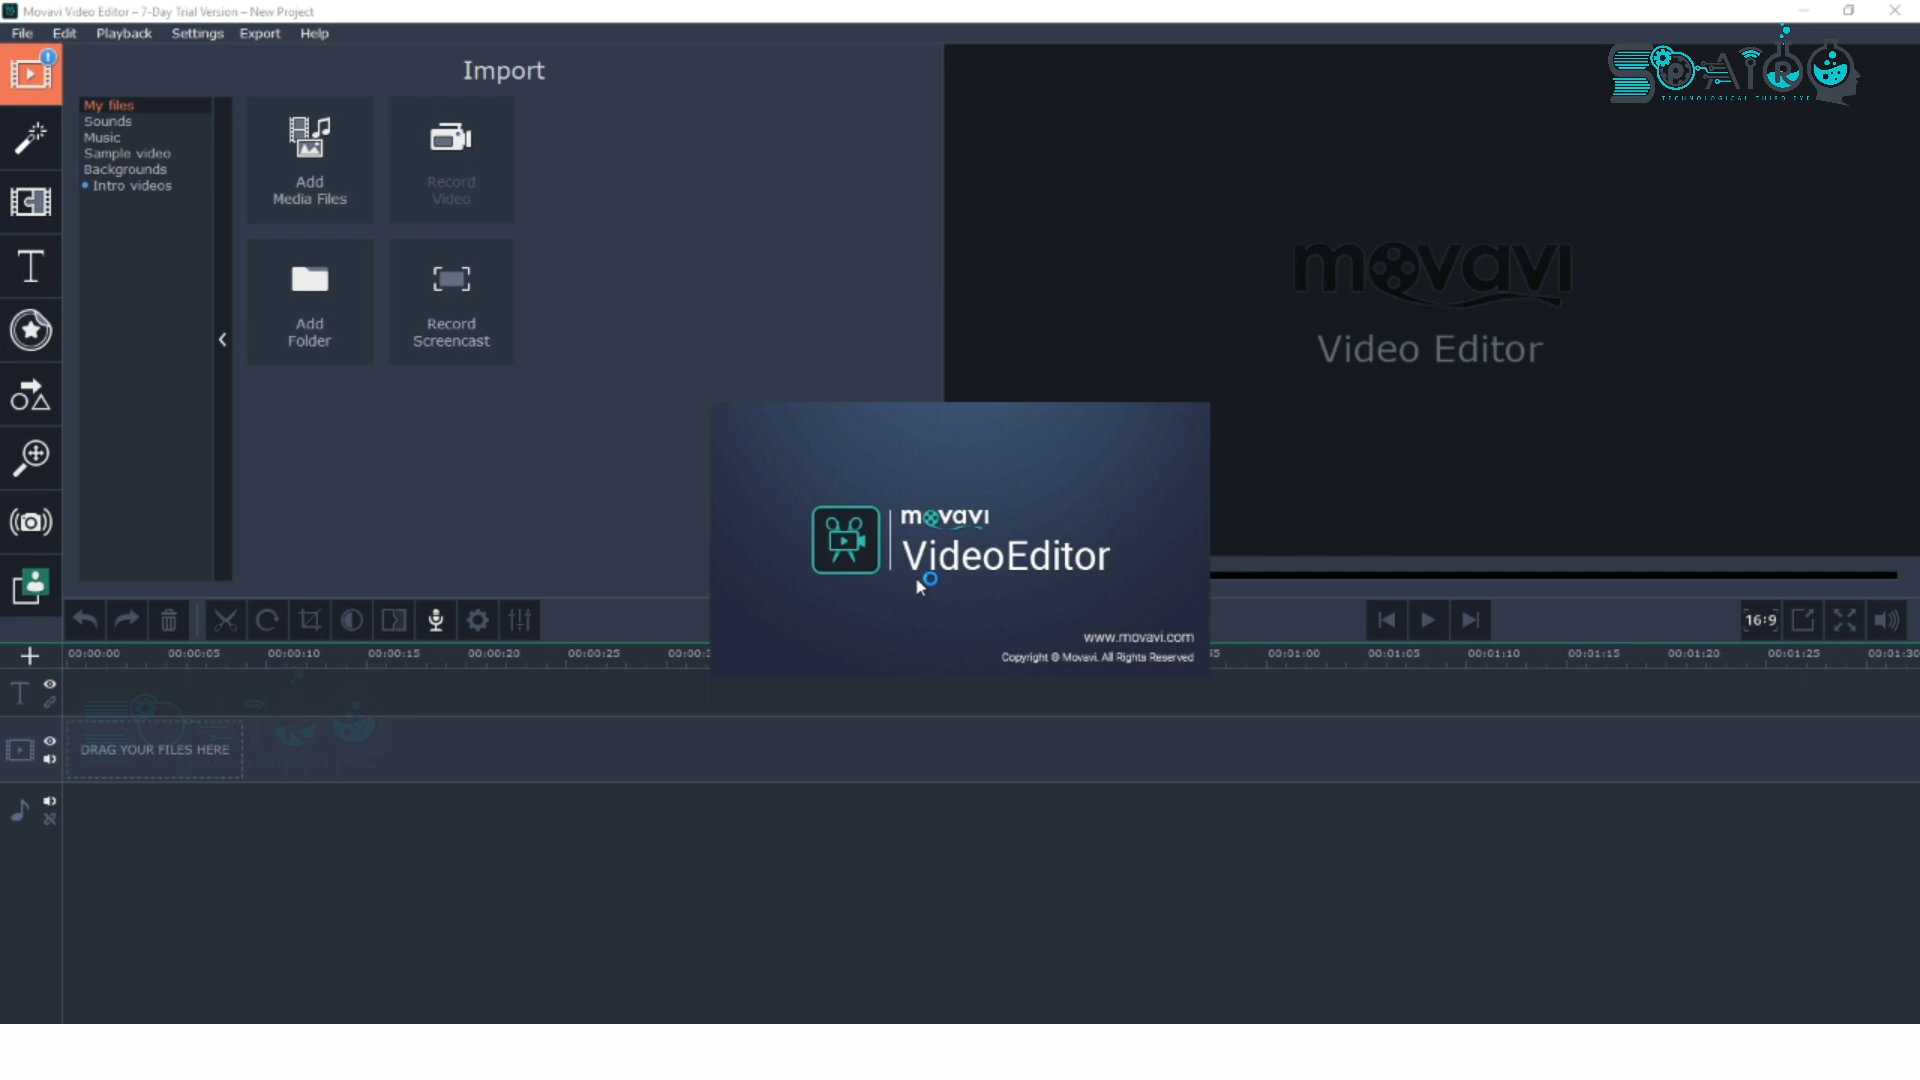 Movavi Video Editor – 7-Day Trial Version – New Project
File Edit Playback Settings Export Help
SPAIRO
TECHNOLOGICAL THIRD EYE
Import
My files
Sounds
Music
Sample video
Backgrounds
Intro videos
Add
Media Files
Record
Video
Add
Folder
Record
Screencast
movavi
Video Editor
movavi
VideoEditor
www.movavi.com
Copyright © Movavi. All Rights Reserved
16:9
00:00:00 00:00:05 00:00:10 00:00:15 00:00:20 00:00:25 00:01:00 00:01:05 00:01:10 00:01:15 00:01:20 00:01:25 00:01:30
DRAG YOUR FILES HERE